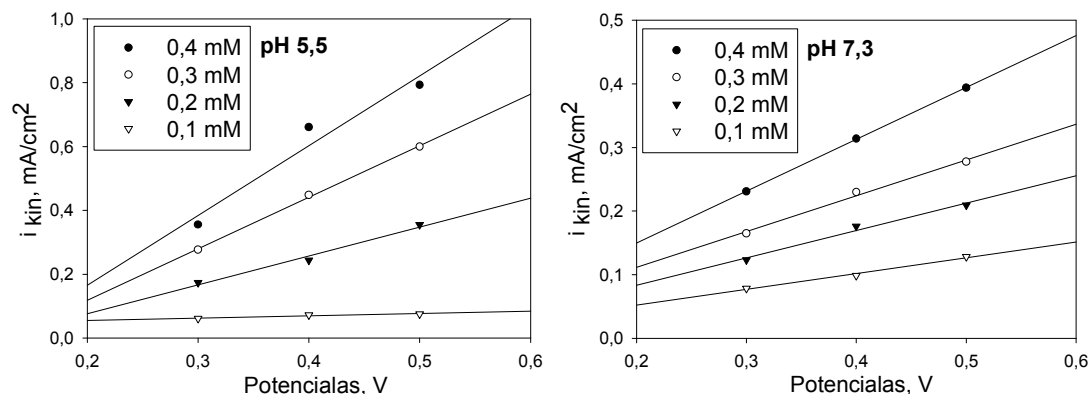 1,0
0,8
0,6
0,4
0,2
0,0
i kin, mA/cm2
0,4 mM
0,3 mM
0,2 mM
0,1 mM
pH 5,5
0,2 0,3 0,4 0,5 0,6
Potencialas, V
0,5
0,4
0,3
0,2
0,1
0,0
i kin, mA/cm2
0,4 mM
0,3 mM
0,2 mM
0,1 mM
pH 7,3
0,2 0,3 0,4 0,5 0,6
Potencialas, V